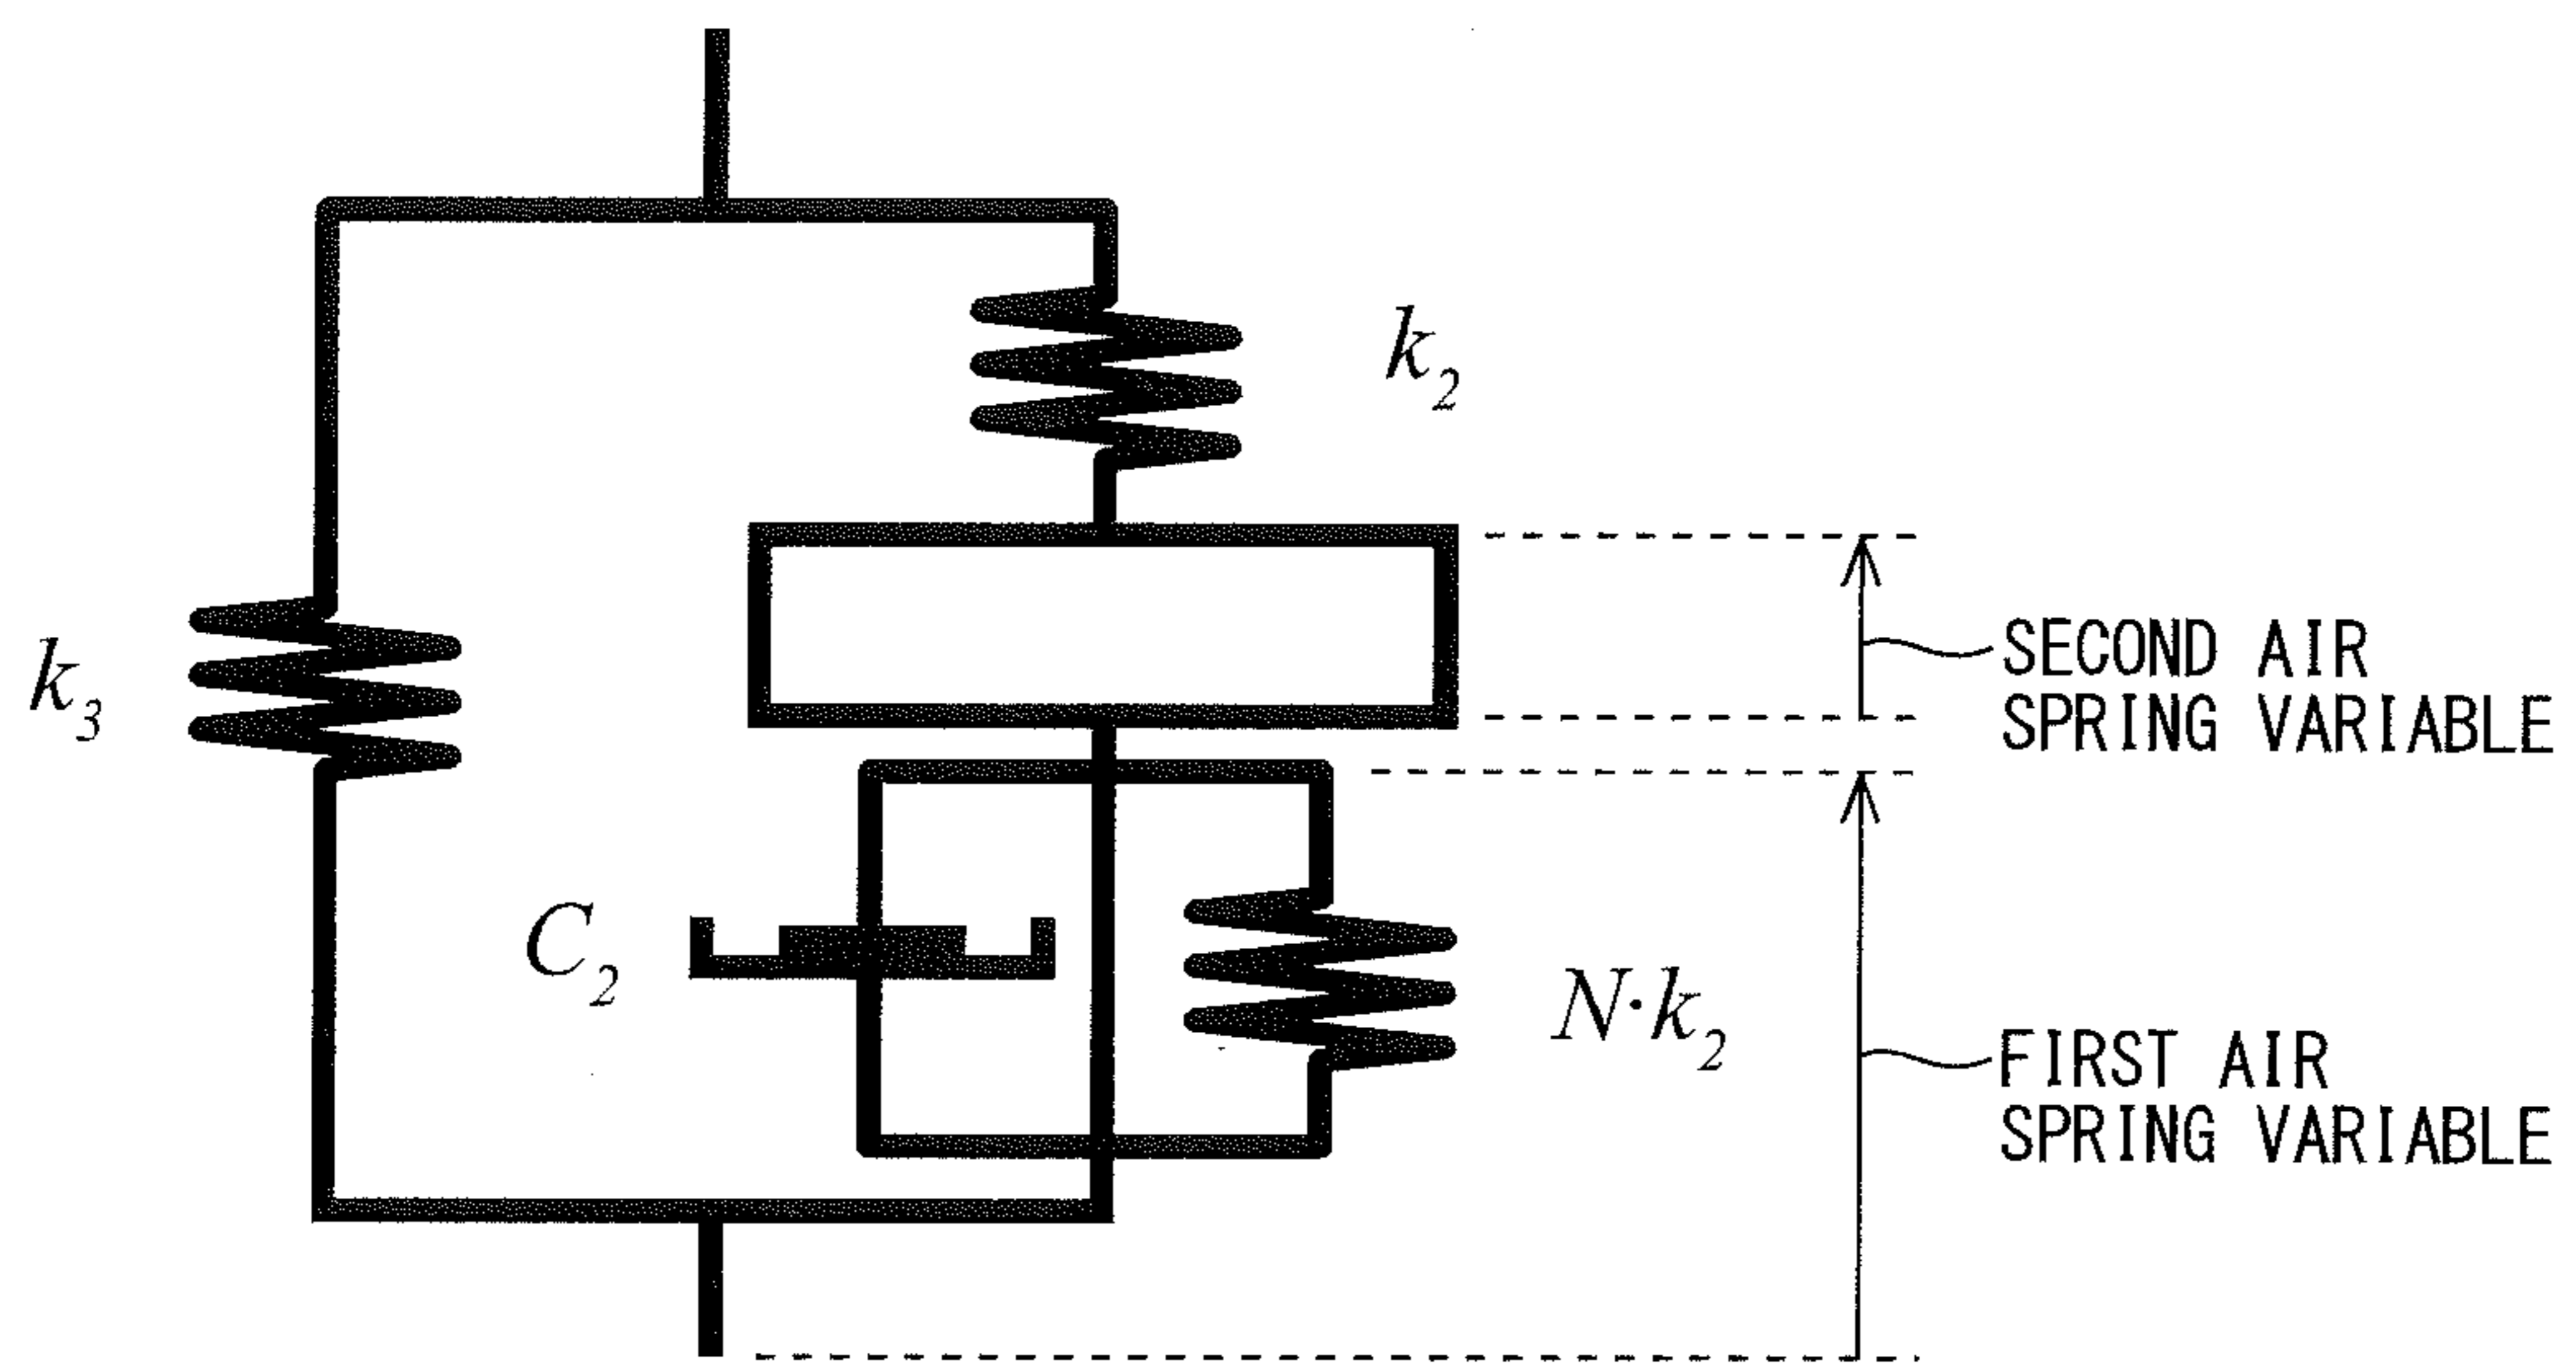 k₂
k₃
SECOND AIR
SPRING VARIABLE
C₂
N·k₂
FIRST AIR
SPRING VARIABLE